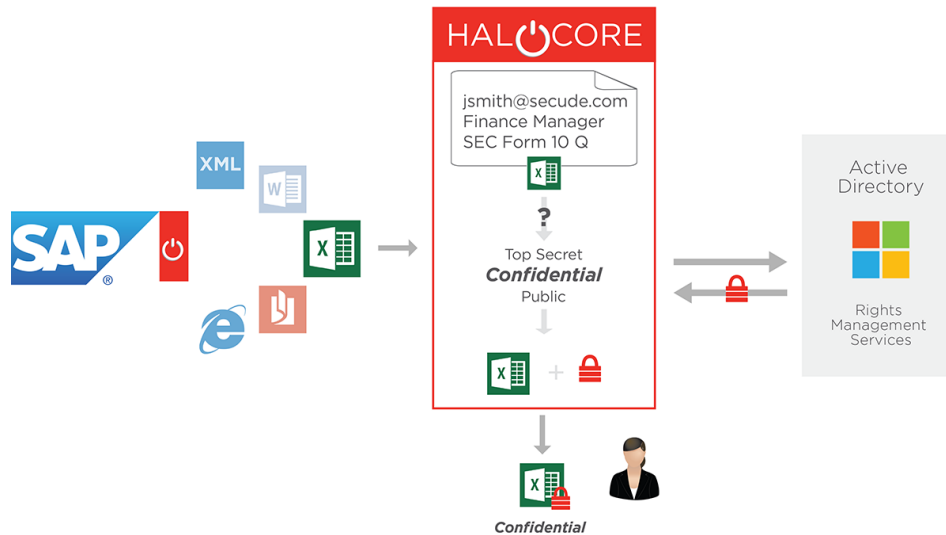 HALOCORE
jsmith@secude.com
Finance Manager
SEC Form 10 Q
XML
W
X
SAP
®
X
?
Top Secret
Confidential
Public
X
+
X
Confidential
Active
Directory
Rights
Management
Services